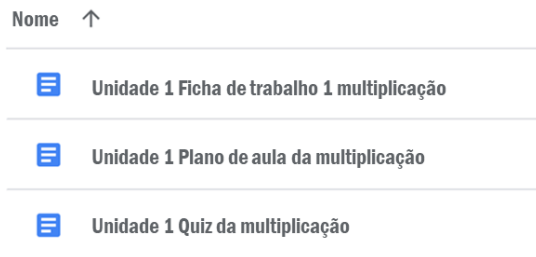 Nome
Unidade 1 Ficha de trabalho 1 multiplicação
Unidade 1 Plano de aula da multiplicação
Unidade 1 Quiz da multiplicação